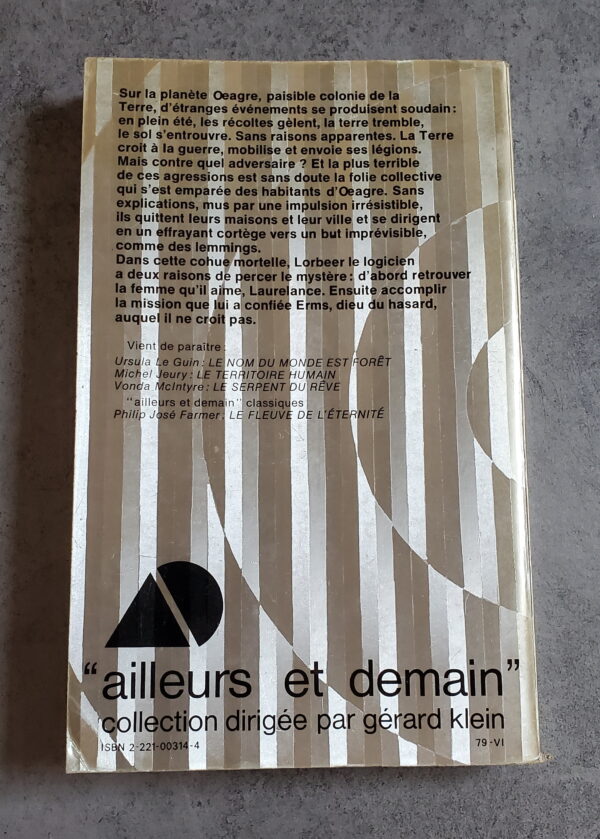 Sur la planète Œagre, paisible colonie de la
Terre, d'étranges événements se produisent soudain :
en plein été, les récoltes gèlent, la terre tremble,
le sol s'entrouvre. Sans raisons apparentes. La Terre
croit à la guerre, mobilise et envoie ses légions.
Mais contre quel adversaire ? Et la plus terrible
de ces agressions est sans doute la folie collective
qui s'est emparée des habitants d'Œagre. Sans
explications, mus par une impulsion irrésistible,
ils quittent leurs maisons et leur ville et se dirigent
en un effrayant cortège vers un but imprévisible,
comme des lemmings.
Dans cette cohue mortelle, Lorbeer le logicien
a deux raisons de percer le mystère : d'abord retrouver
la femme qu'il aime, Laurelance. Ensuite accomplir
la mission que lui a confiée Erms, dieu du hasard,
auquel il ne croit pas.
Vient de paraître :
Ursula Le Guin : LE NOM DU MONDE EST FORÊT
Michel Jeury : LE TERRITOIRE HUMAIN
Vonda McIntyre : LE SERPENT DU RÊVE
"ailleurs et demain" classiques
Philip José Farmer : LE FLEUVE DE L'ÉTERNITÉ
"ailleurs et demain"
collection dirigée par gérard klein
ISBN 2-221-00314-4 79-VI